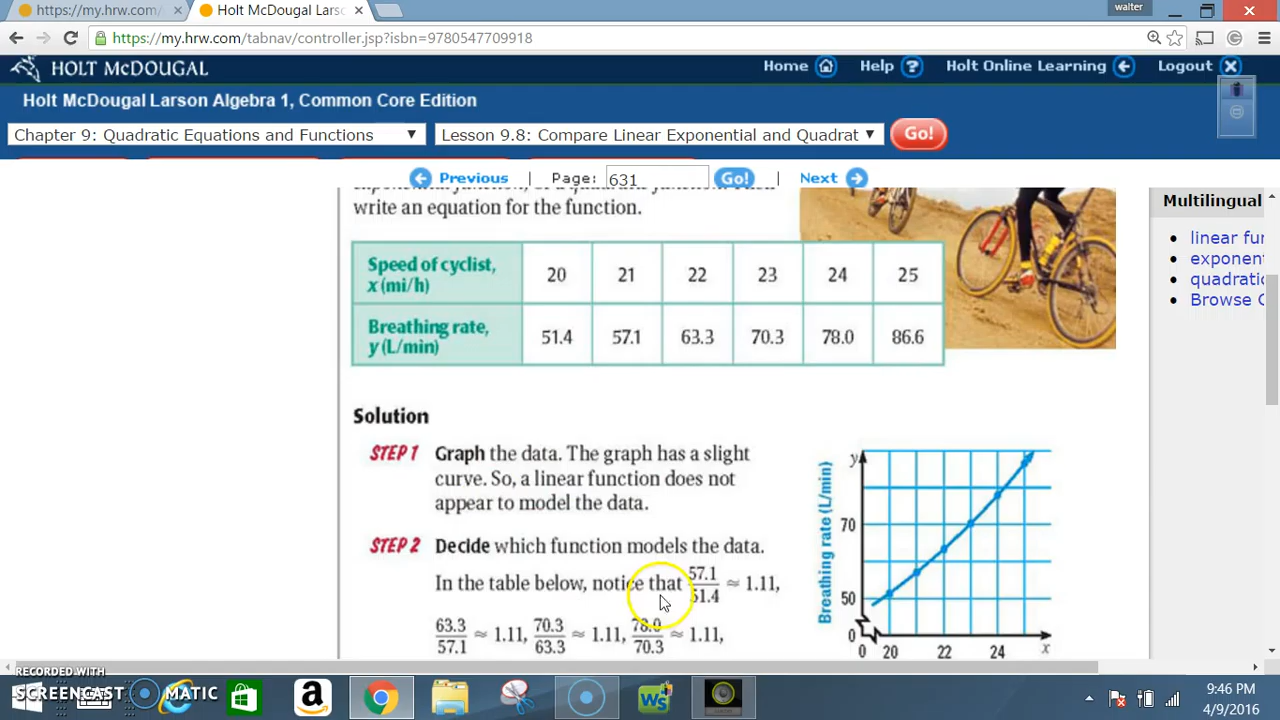 https://my.hrw.com/tabnav/c
Holt McDougal Lars
walter
https://my.hrw.com/tabnav/controller.jsp?isbn=9780547709918
HOLT McDOUGAL
Home
Help
Holt Online Learning
Logout
Holt McDougal Larson Algebra 1, Common Core Edition
Chapter 9: Quadratic Equations and Functions
Lesson 9.8: Compare Linear Exponential and Quadrat
Go!
Previous | Page: 631 Go! | Next
write an equation for the function.
Speed of cyclist, x (mi/h) 20 21 22 23 24 25
Breathing rate, y (L/min) 51.4 57.1 63.3 70.3 78.0 86.6
Solution
STEP 1 Graph the data. The graph has a slight
curve. So, a linear function does not
appear to model the data.
STEP 2 Decide which function models the data.
In the table below, notice that 57.1/51.4 ≈ 1.11,
63.3/57.1 ≈ 1.11, 70.3/63.3 ≈ 1.11, 78.0/70.3 ≈ 1.11,
Breathing rate (L/min)
y
70
50
0
0 20 22 24 x
Multilingual
linear fu
exponent
quadratic
Browse
RECORDED WITH
SCREENCAST MATIC
WS
9:46 PM
4/9/2016